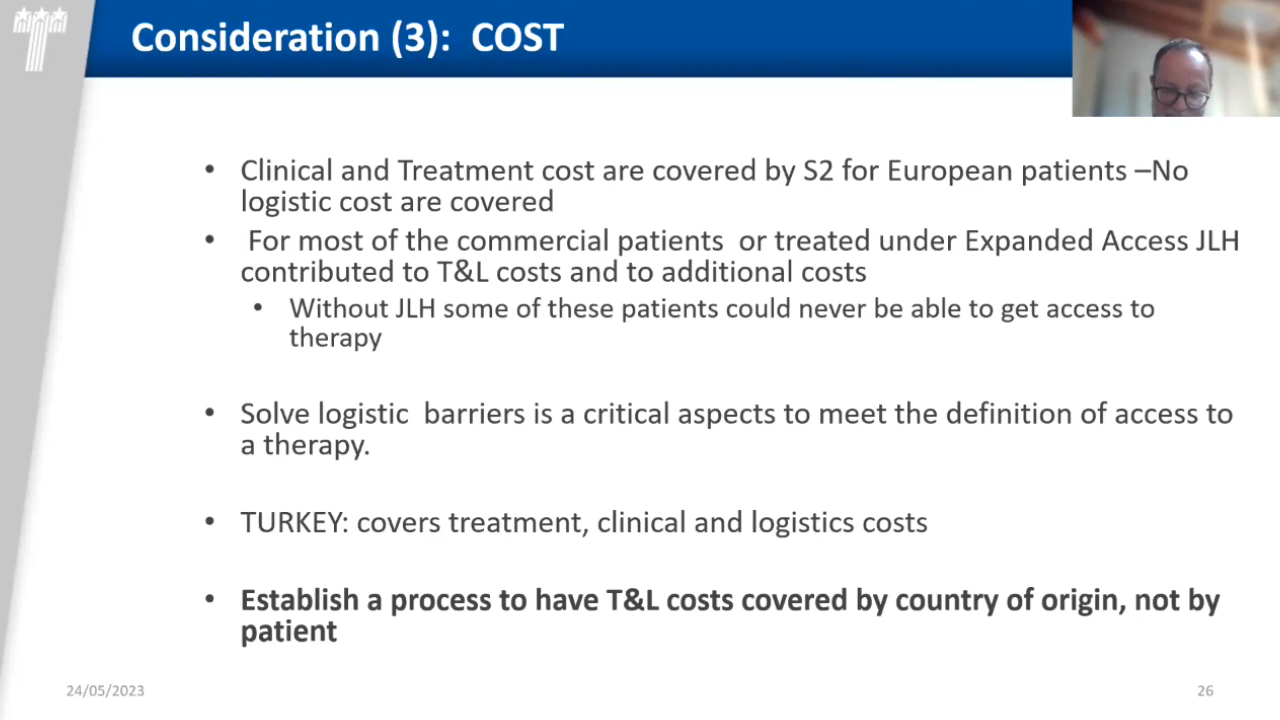 Consideration (3): COST
• Clinical and Treatment cost are covered by S2 for European patients –No
logistic cost are covered
• For most of the commercial patients or treated under Expanded Access JLH
contributed to T&L costs and to additional costs
• Without JLH some of these patients could never be able to get access to
therapy
• Solve logistic barriers is a critical aspects to meet the definition of access to
a therapy.
• TURKEY: covers treatment, clinical and logistics costs
• Establish a process to have T&L costs covered by country of origin, not by
patient
24/05/2023
26